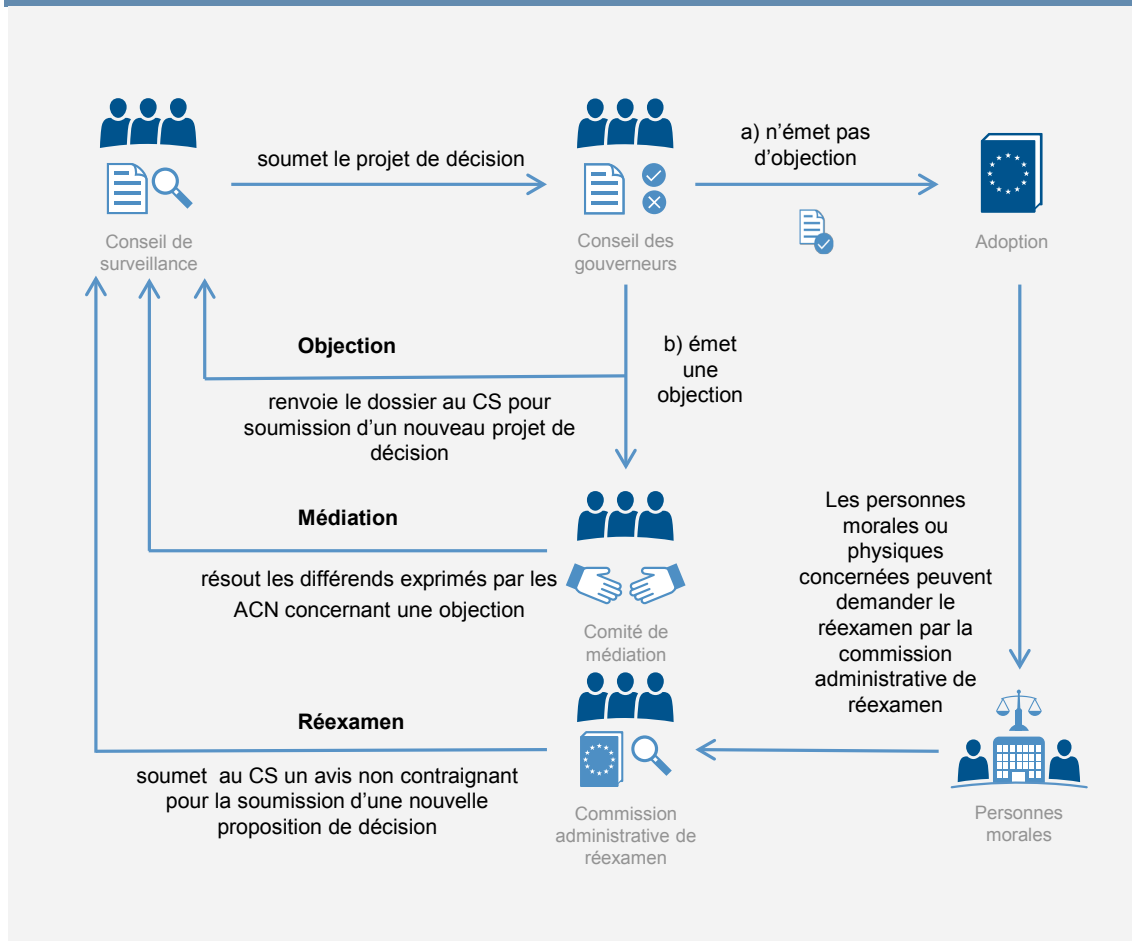 soumet le projet de décision
a) n’émet pas
d’objection
Conseil de
surveillance
Conseil des
gouverneurs
Adoption
Objection
b) émet
une
objection
renvoie le dossier au CS pour
soumission d’un nouveau projet de
décision
Médiation
résout les différends exprimés par les
ACN concernant une objection
Comité de
médiation
Les personnes
morales ou
physiques
concernées peuvent
demander le
réexamen par la
commission
administrative de
réexamen
Réexamen
soumet au CS un avis non contraignant
pour la soumission d’une nouvelle
proposition de décision
Commission
administrative de
réexamen
Personnes
morales